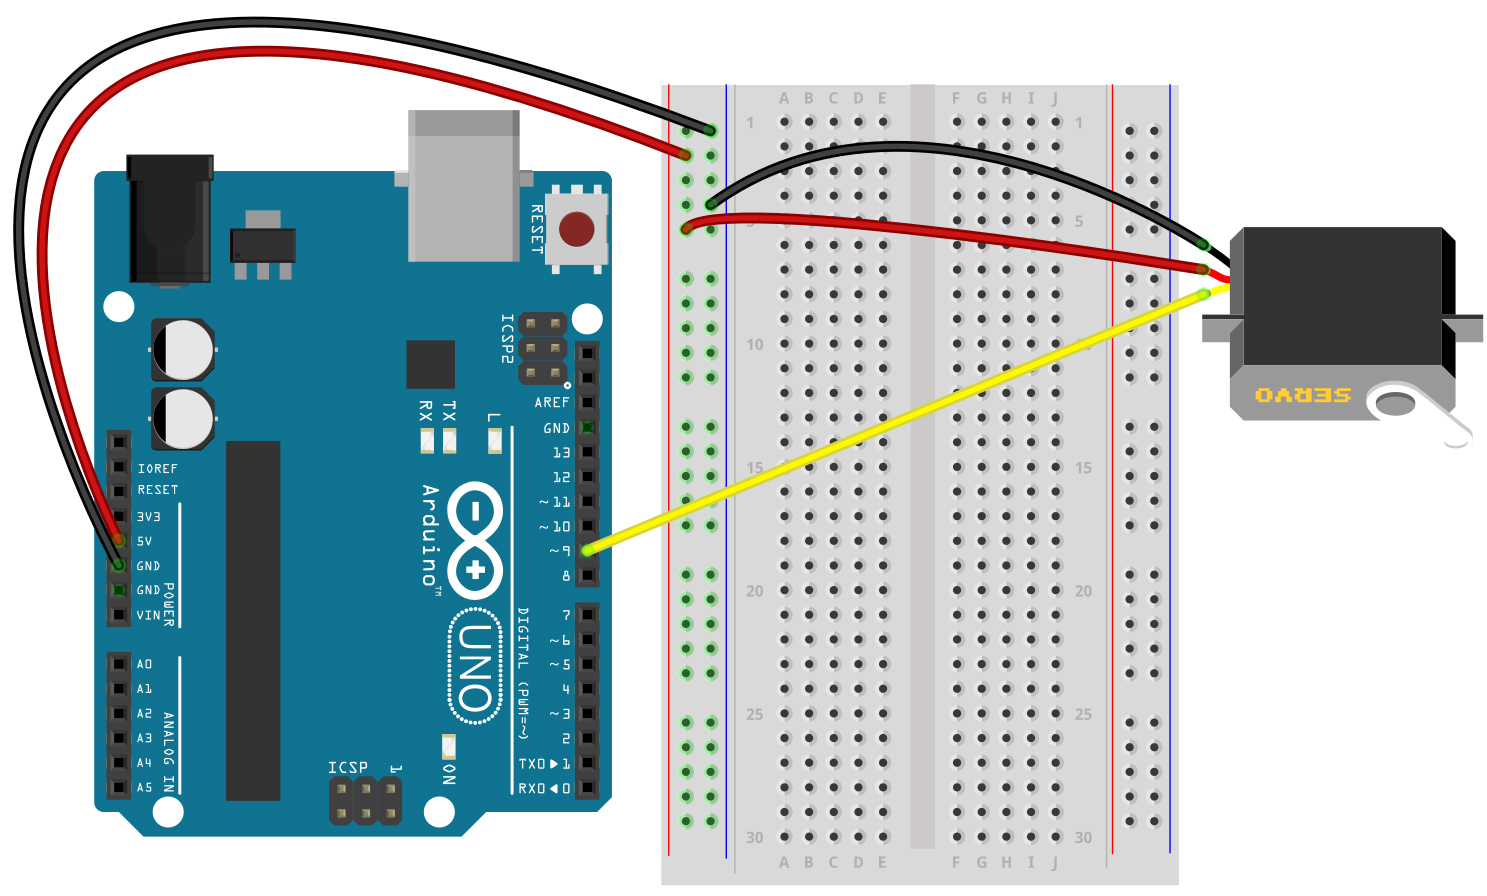 A B C D E F G H I J
1 1
5 5
10 10
15 15
20 20
25 25
30 30
A B C D E F G H I J
RESET
ICSP2
AREF
GND
13
12
~11
~10
~9
8
7
~6
~5
4
~3
2
TX0▶1
RX0◀0
DIGITAL (PWM=~)
RX
TX
L
Arduino™
UNO
ON
ICSP
1
IOREF
RESET
3V3
5V
GND
GND
VIN
POWER
A0
A1
A2
A3
A4
A5
ANALOG IN
SERVO